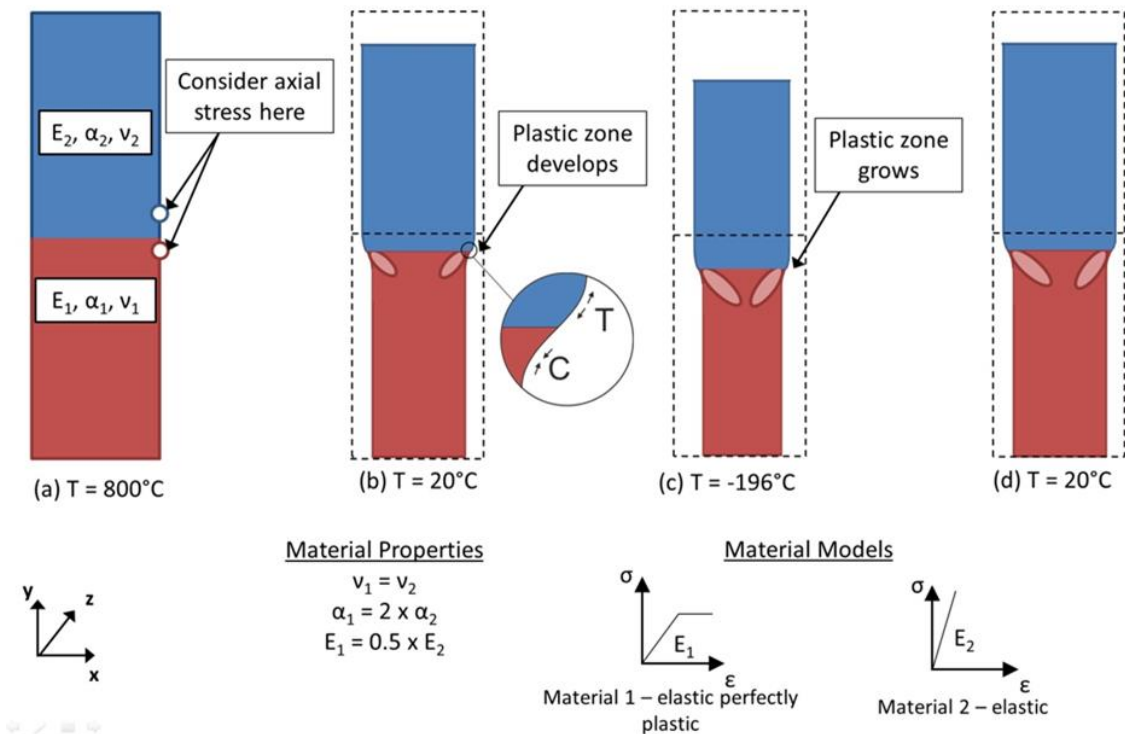 Consider axial
stress here
E₂, α₂, ν₂
E₁, α₁, ν₁
Plastic zone
develops
T
C
Plastic zone
grows
(a) T = 800°C
(b) T = 20°C
(c) T = -196°C
(d) T = 20°C
y
z
x
Material Properties
ν₁ = ν₂
α₁ = 2 x α₂
E₁ = 0.5 x E₂
Material Models
σ
E₁
ε
Material 1 – elastic perfectly
plastic
σ
E₂
ε
Material 2 – elastic